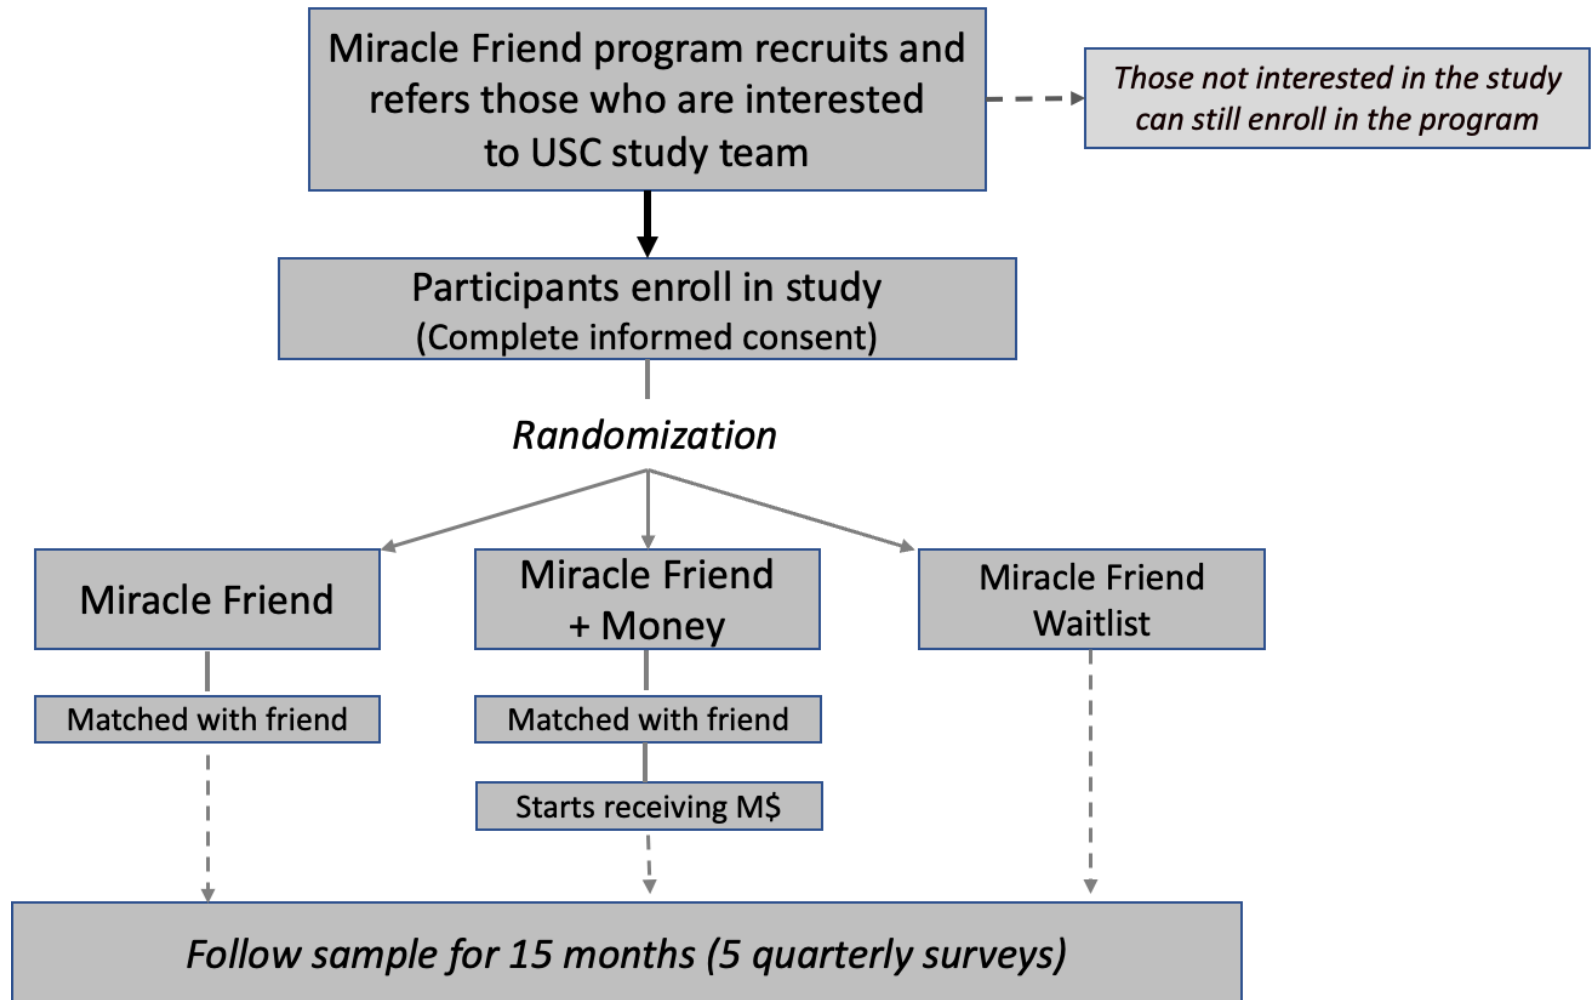 Miracle Friend program recruits and
refers those who are interested
to USC study team
Those not interested in the study
can still enroll in the program
Participants enroll in study
(Complete informed consent)
Randomization
Miracle Friend
Miracle Friend
+ Money
Miracle Friend
Waitlist
Matched with friend
Matched with friend
Starts receiving M$
Follow sample for 15 months (5 quarterly surveys)